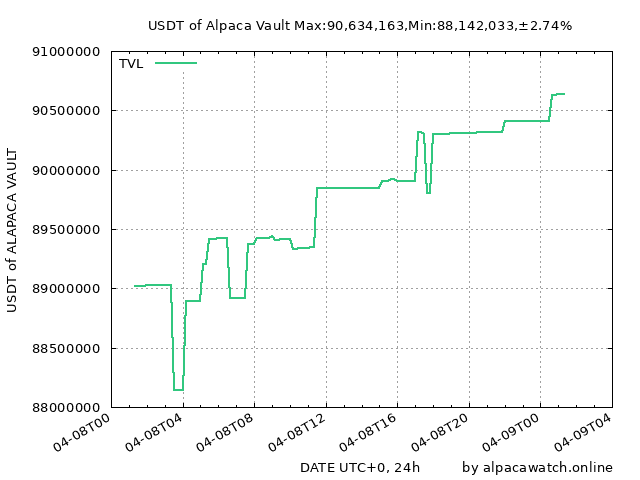 USDT of Alpaca Vault Max:90,634,163,Min:88,142,033,±2.74%
TVL
91000000
90500000
90000000
89500000
89000000
88500000
88000000
USDT of ALAPACA VAULT
04-08T00
04-08T04
04-08T08
04-08T12
04-08T16
04-08T20
04-09T00
04-09T04
DATE UTC+0, 24h
by alpacawatch.online